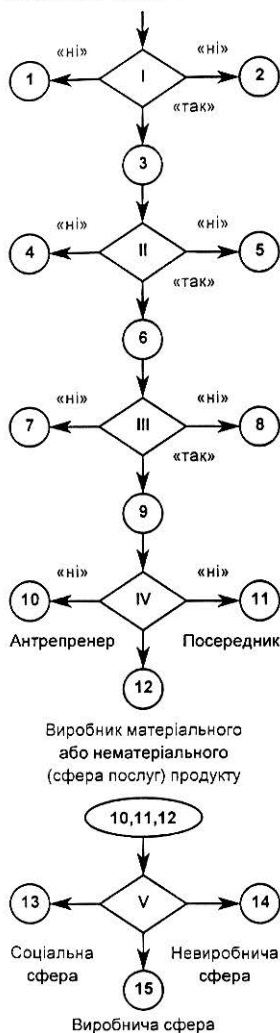 «ні» «ні»
1 I 2
«так»
3
«ні» «ні»
4 II 5
«так»
6
«ні» «ні»
7 III 8
«так»
9
«ні» «ні»
10 IV 11
Антрепренер Посередник
12
Виробник матеріального
або нематеріального
(сфера послуг) продукту
10,11,12
13 V 14
Соціальна Невиробнича
сфера сфера
15
Виробнича сфера